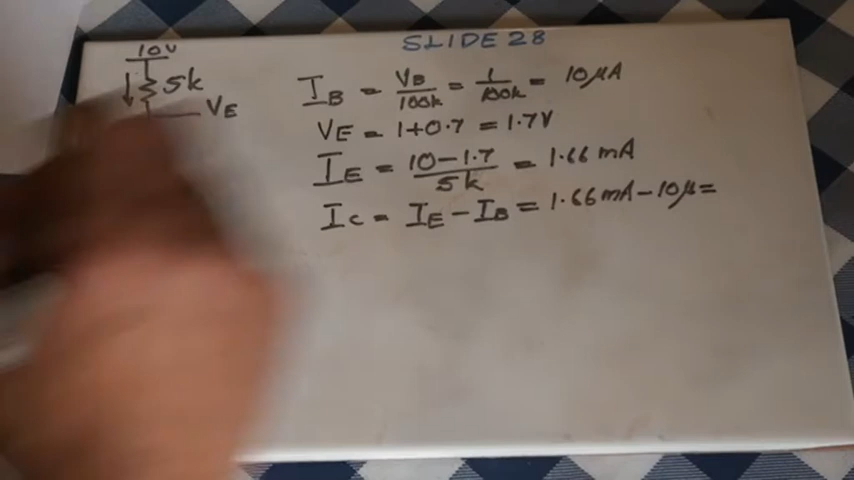 SLIDE 28
10V
5k
VE
IB = VB/100k = 1/100k = 10μA
VE = 1+0.7 = 1.7V
IE = 10-1.7/5k = 1.66 mA
IC = IE - IB = 1.66mA - 10μ =